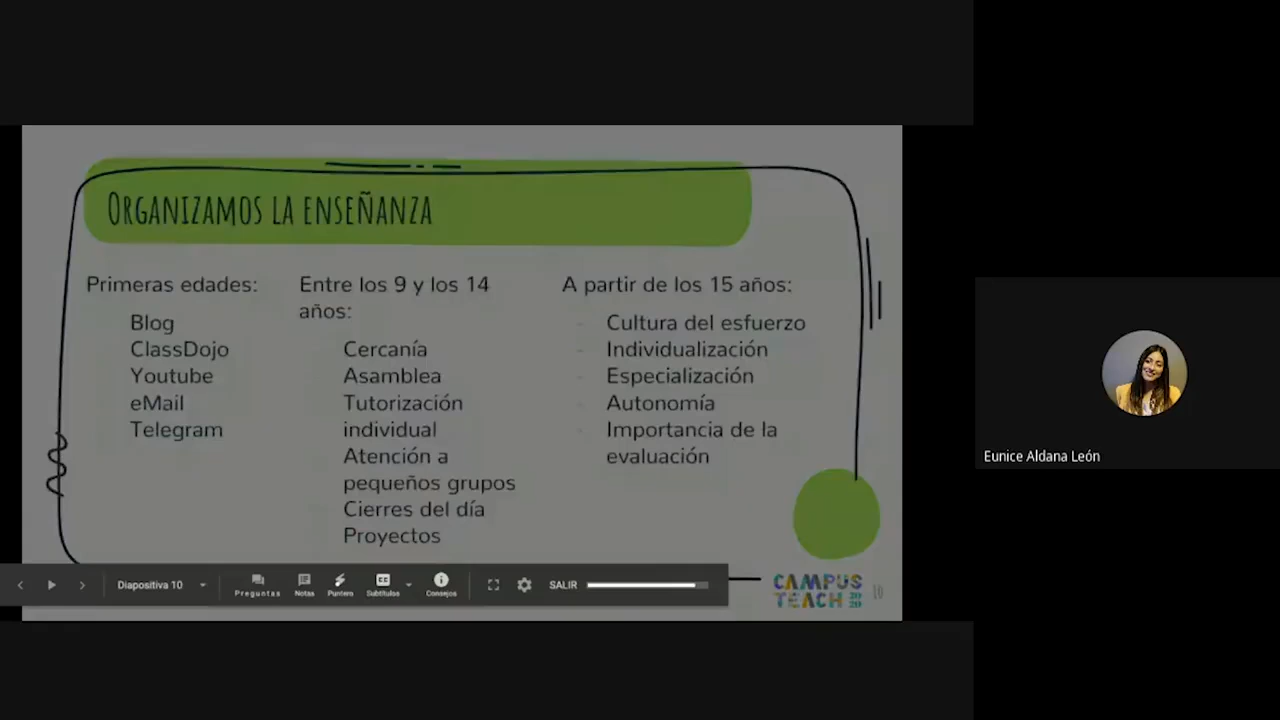 Organizamos la enseñanza
Primeras edades:
Blog
ClassDojo
Youtube
eMail
Telegram
Entre los 9 y los 14
años:
Cercanía
Asamblea
Tutorización
individual
Atención a
pequeños grupos
Cierres del día
Proyectos
A partir de los 15 años:
- Cultura del esfuerzo
- Individualización
- Especialización
- Autonomía
- Importancia de la
evaluación
Eunice Aldana León
Diapositiva 10
Preguntas
Notas
Puntero
Subtítulos
Consejos
SALIR
CAMPUS
TEACH 2020
10